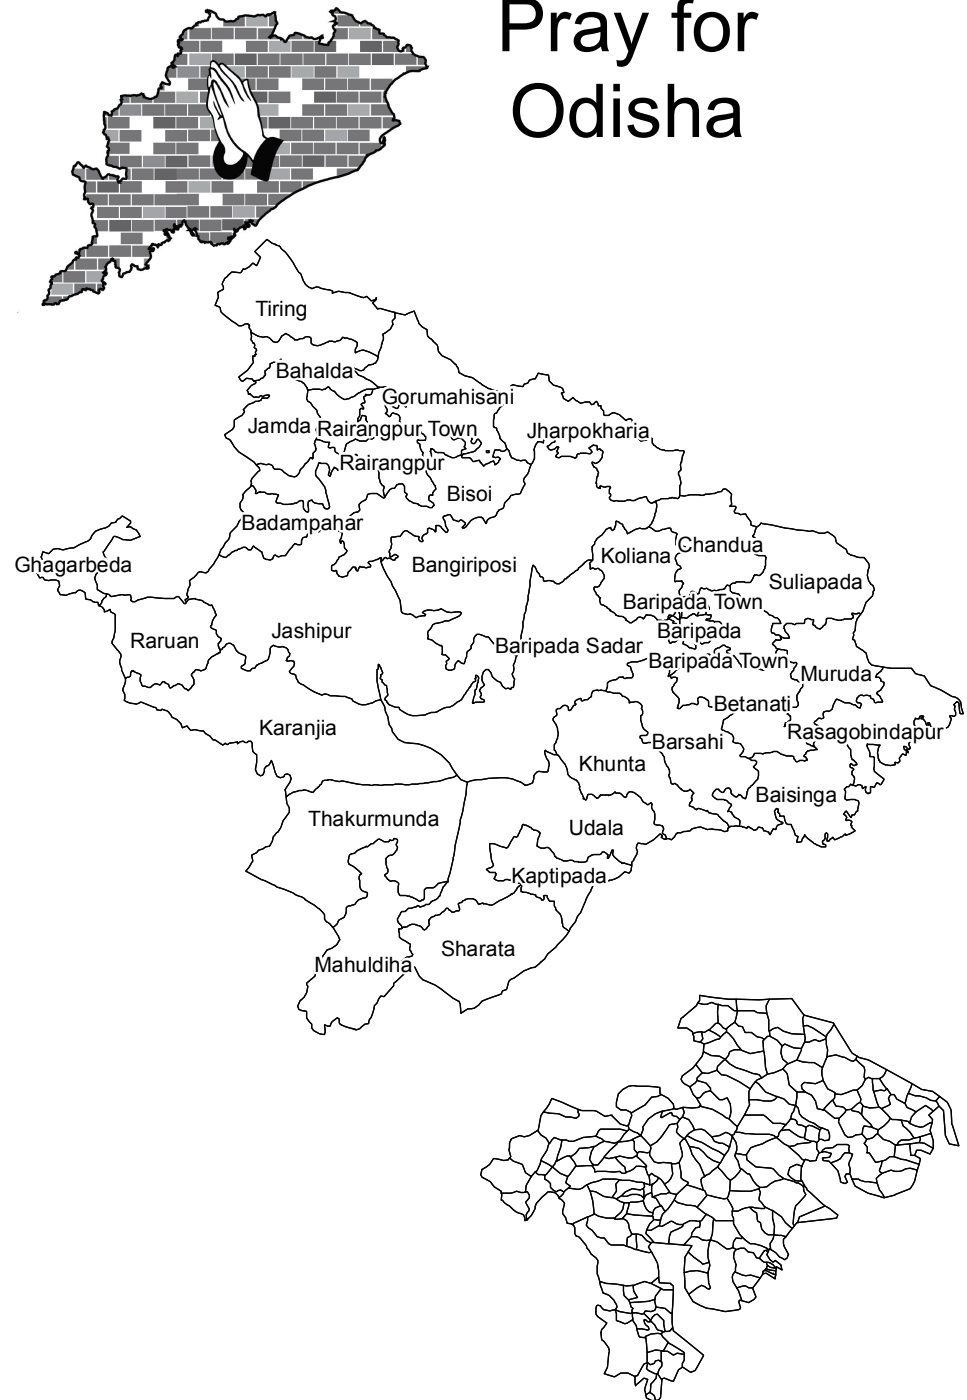 Pray for
Odisha
Tiring
Bahalda
Gorumahisani
Jamda
Rairangpur Town
Jharpokharia
Rairangpur
Bisoi
Badampahar
Koliana
Chandua
Ghagarbeda
Bangiriposi
Suliapada
Baripada Town
Raruan
Jashipur
Baripada
Baripada Sadar
Baripada Town
Muruda
Betanati
Karanjia
Rasagobindapur
Barsahi
Khunta
Baisinga
Thakurmunda
Udala
Kaptipada
Sharata
Mahuldiha